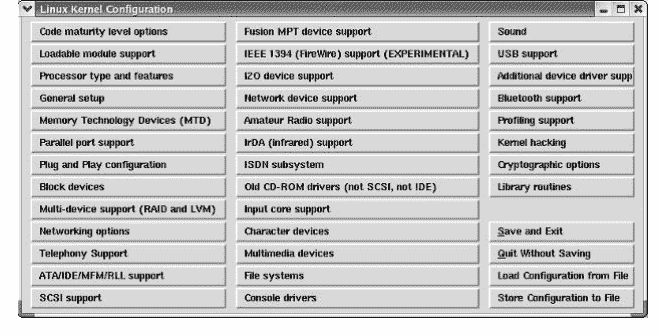 Linux Kernel Configuration
Code maturity level options
Loadable module support
Processor type and features
General setup
Memory Technology Devices (MTD)
Parallel port support
Plug and Play configuration
Block devices
Multi-device support (RAID and LVM)
Networking options
Telephony Support
ATA/IDE/MFM/RLL support
SCSI support
Fusion MPT device support
IEEE 1394 (FireWire) support (EXPERIMENTAL)
I2O device support
Network device support
Amateur Radio support
IrDA (infrared) support
ISDN subsystem
Old CD-ROM drivers (not SCSI, not IDE)
Input core support
Character devices
Multimedia devices
File systems
Console drivers
Sound
USB support
Additional device driver supp
Bluetooth support
Profiling support
Kernel hacking
Cryptographic options
Library routines
Save and Exit
Quit Without Saving
Load Configuration from File
Store Configuration to File